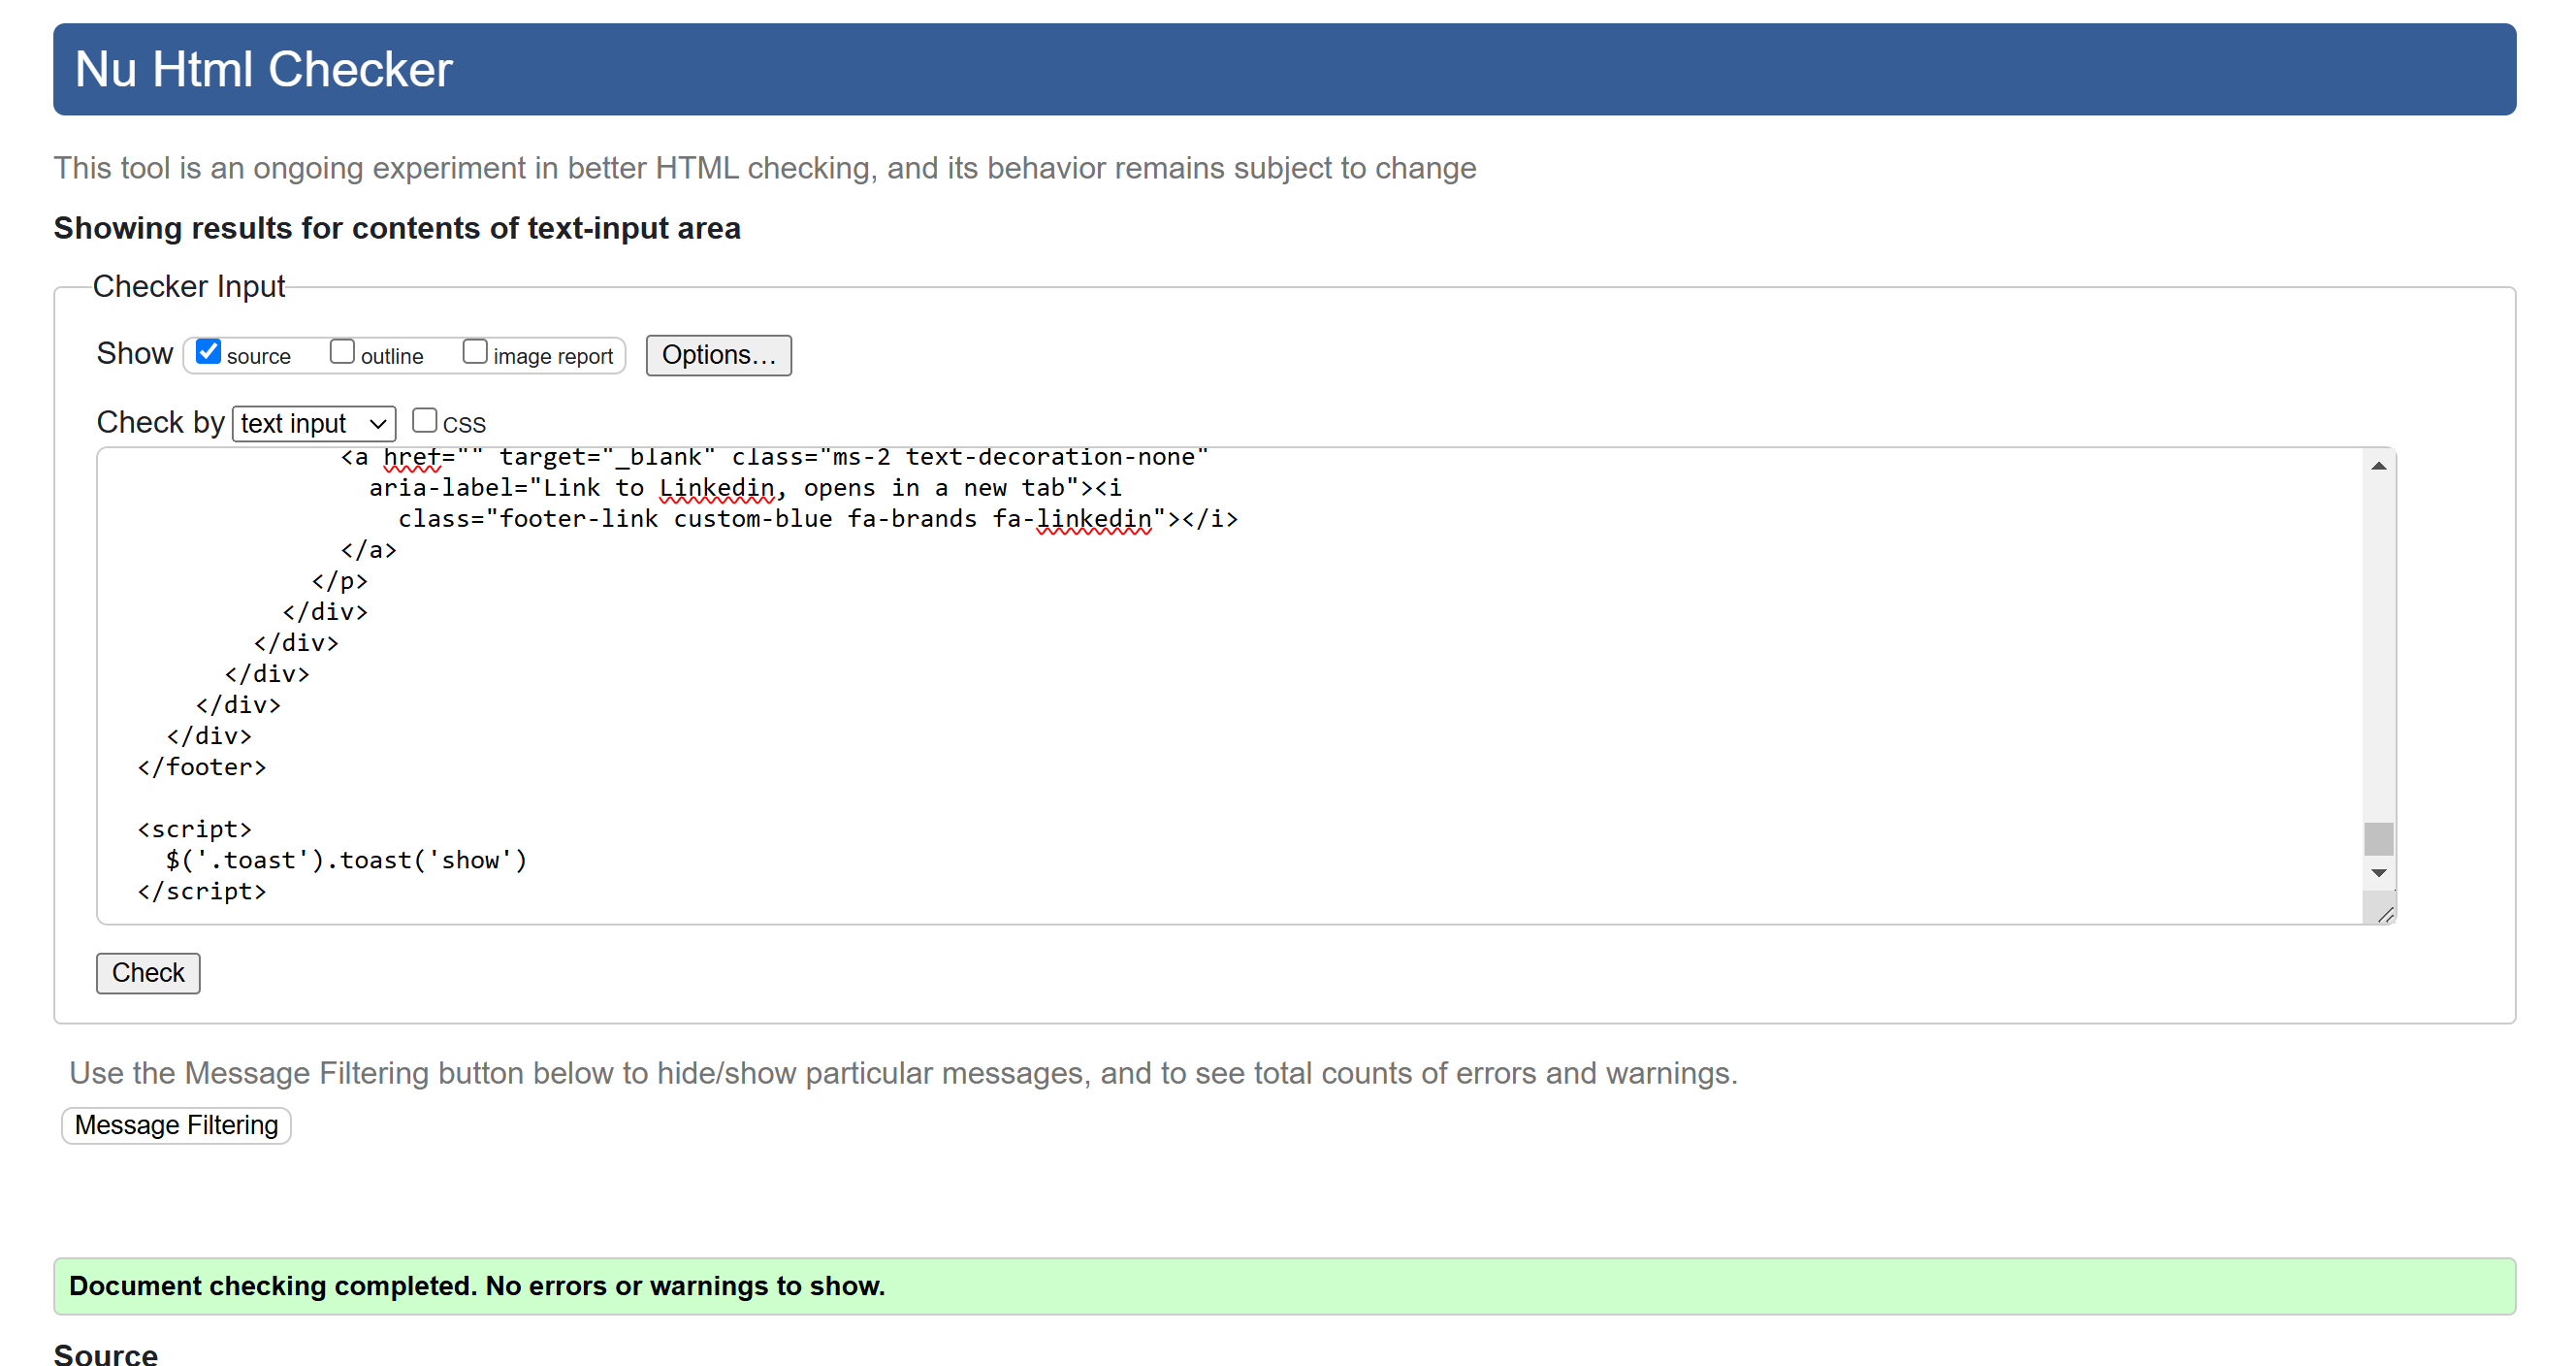 Nu Html Checker
This tool is an ongoing experiment in better HTML checking, and its behavior remains subject to change
Showing results for contents of text-input area
Checker Input
Show source outline image report Options...
Check by text input CSS
<a href="" target="_blank" class="ms-2 text-decoration-none"
aria-label="Link to Linkedin, opens in a new tab"><i
class="footer-link custom-blue fa-brands fa-linkedin"></i>
</a>
</p>
</div>
</div>
</div>
</div>
</div>
</footer>
<script>
$('.toast').toast('show')
</script>
Check
Use the Message Filtering button below to hide/show particular messages, and to see total counts of errors and warnings.
Message Filtering
Document checking completed. No errors or warnings to show.
Source